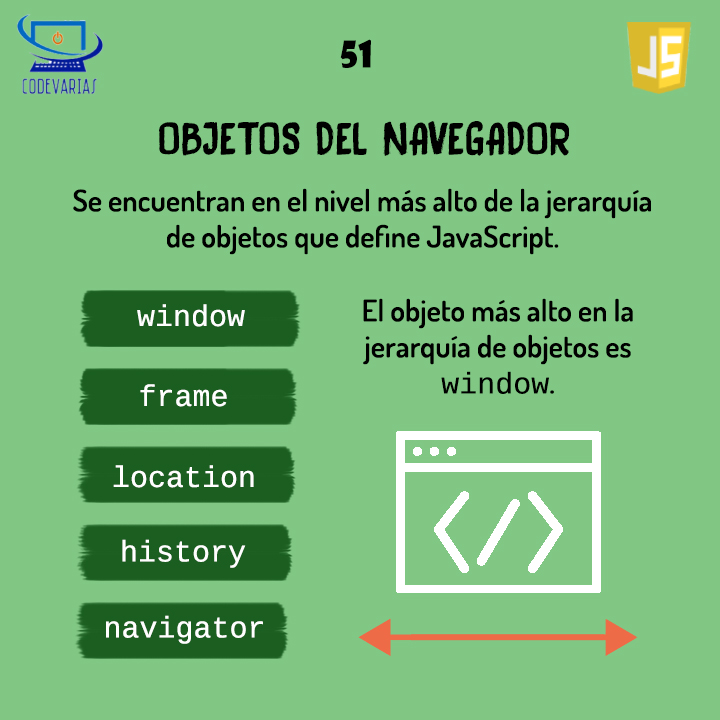 CODEVARIAS
51
JS
OBJETOS DEL NAVEGADOR
Se encuentran en el nivel más alto de la jerarquía
de objetos que define JavaScript.
window
frame
location
history
navigator
El objeto más alto en la
jerarquía de objetos es
window.
</>